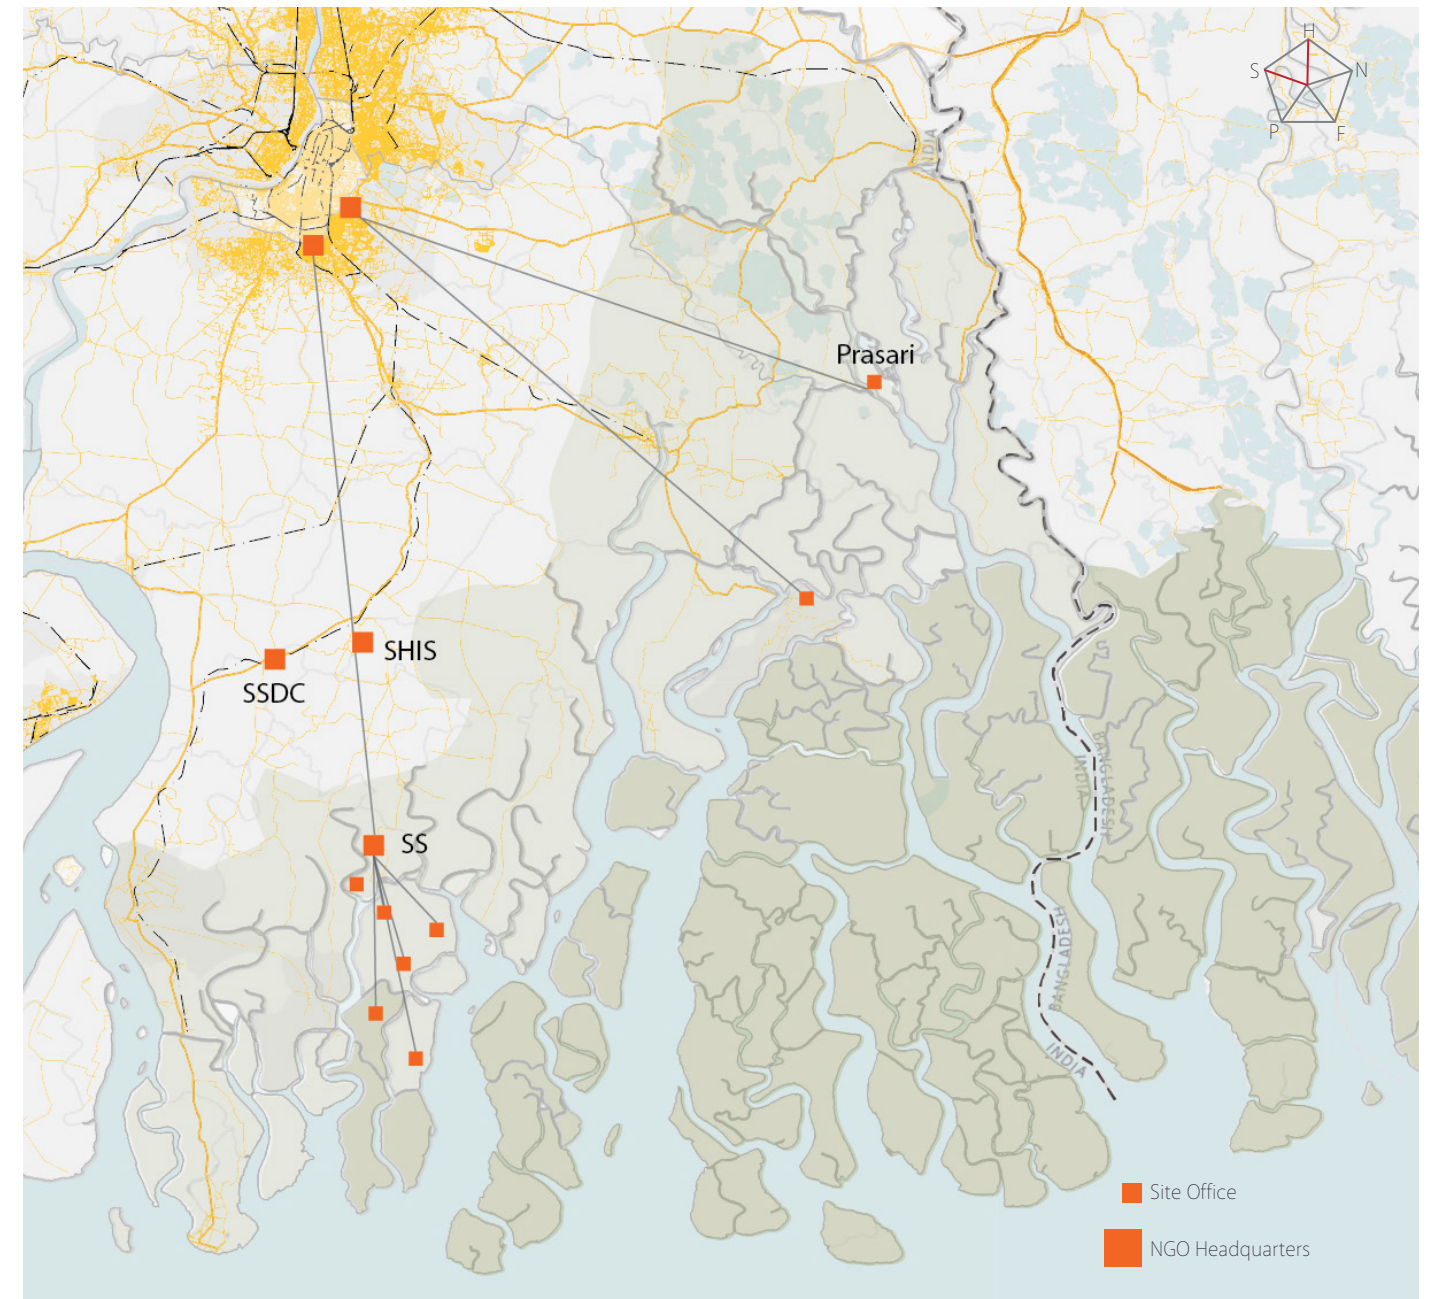 H
S
N
P
F
INDIA
Prasari
SHIS
SSDC
BANGLADESH
INDIA
SS
BANGLADESH
INDIA
Site Office
NGO Headquarters